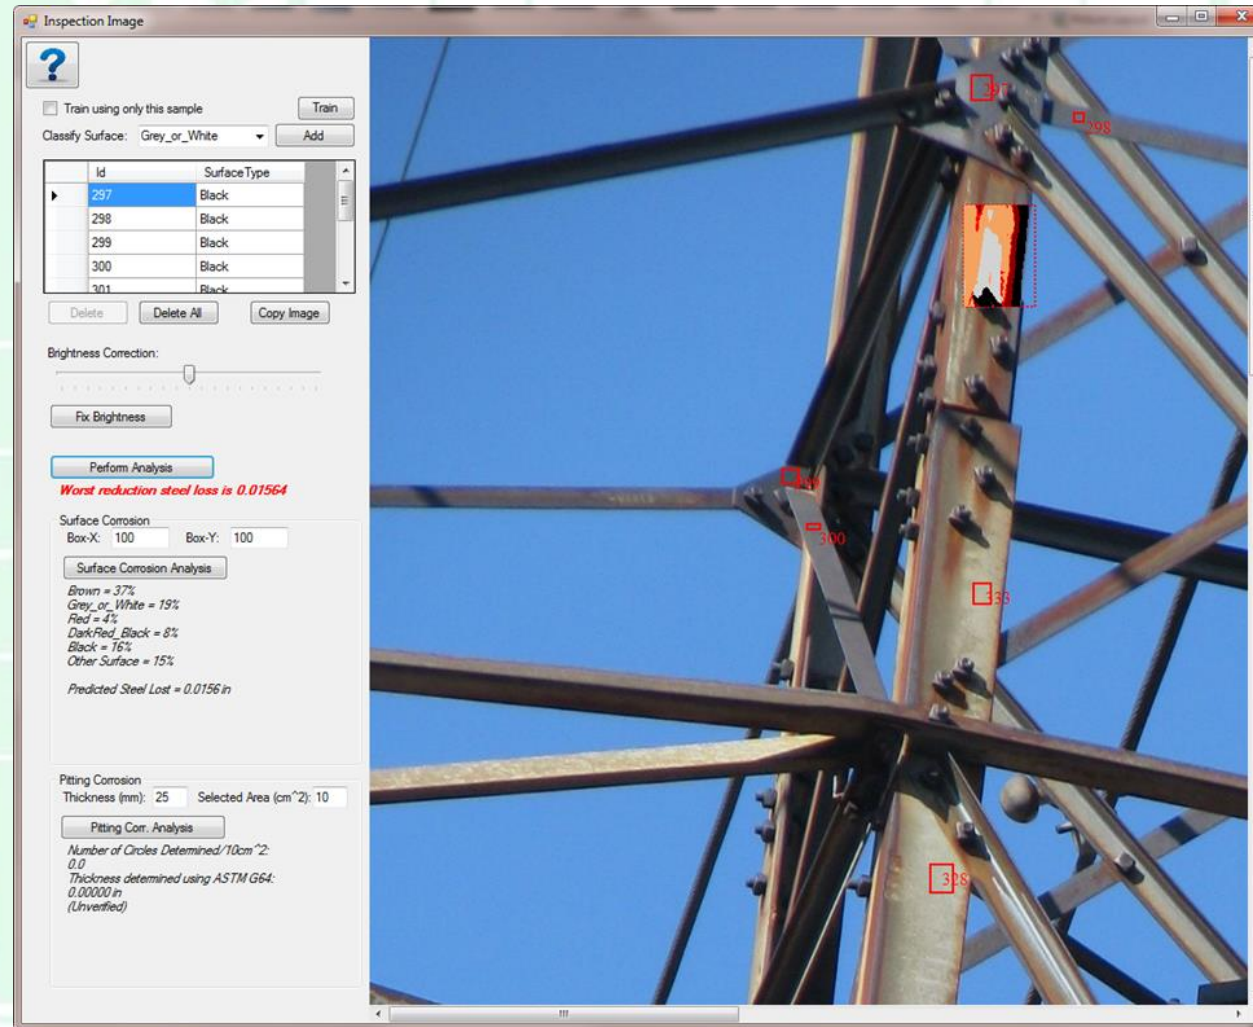 Inspection Image
?
Train using only this sample
Train
Classify Surface: Grey_or_White
Add
Id SurfaceType
297 Black
298 Black
299 Black
300 Black
301 Black
Delete
Delete All
Copy Image
Brightness Correction:
Fix Brightness
Perform Analysis
Worst reduction steel loss is 0.01564
Surface Corrosion
Box-X: 100 Box-Y: 100
Surface Corrosion Analysis
Brown = 37%
Grey_or_White = 19%
Red = 4%
DarkRed_Black = 8%
Black = 16%
Other Surface = 15%
Predicted Steel Lost = 0.0156 in
Pitting Corrosion
Thickness (mm): 25 Selected Area (cm^2): 10
Pitting Corr. Analysis
Number of Circles Determined/10cm^2:
0.0
Thickness determined using ASTM G64:
0.00000 in
(Unverified)
297
298
300
333
328